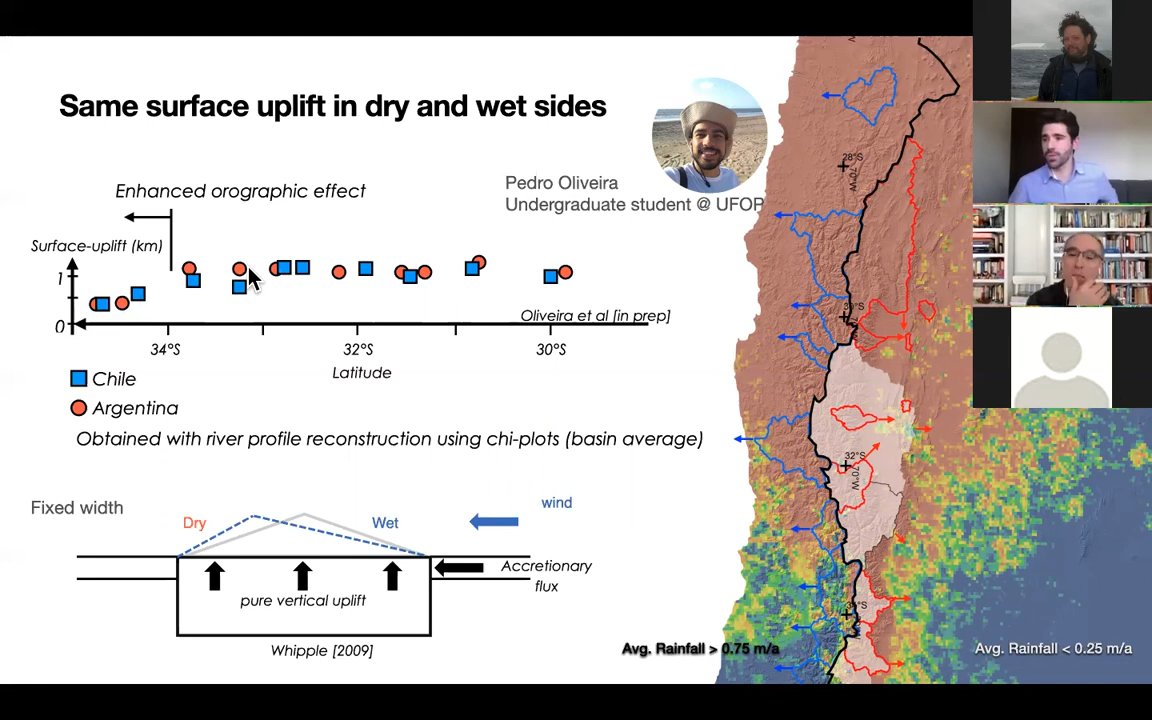 Same surface uplift in dry and wet sides
Enhanced orographic effect
Pedro Oliveira
Undergraduate student @ UFOP
Surface-uplift (km)
1
0
Oliveira et al [in prep]
34°S
32°S
30°S
Latitude
Chile
Argentina
Obtained with river profile reconstruction using chi-plots (basin average)
Fixed width
Dry
Wet
wind
Accretionary
flux
pure vertical uplift
Whipple [2009]
28°S
70°W
32°S
70°W
Avg. Rainfall > 0.75 m/a
Avg. Rainfall < 0.25 m/a